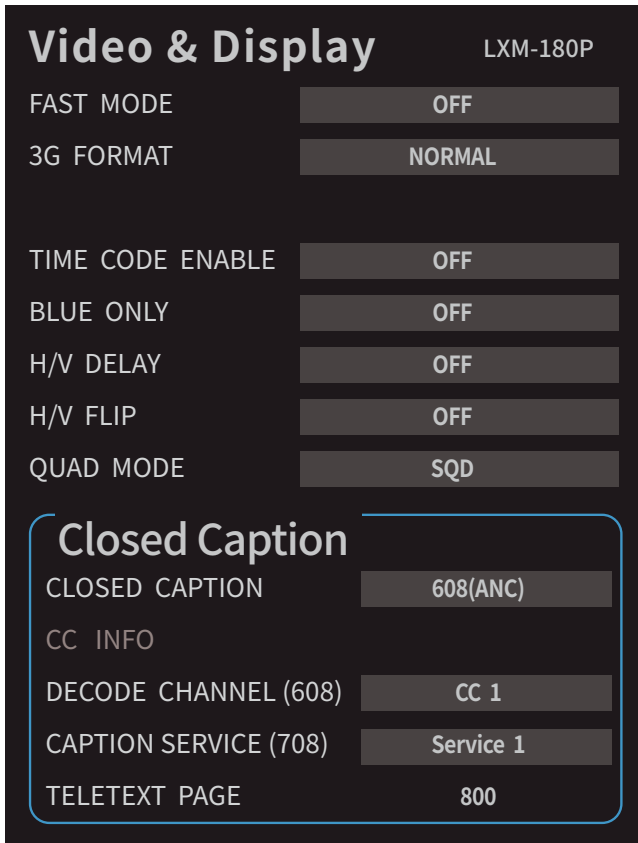 Video & Display LXM-180P
FAST MODE OFF
3G FORMAT NORMAL
TIME CODE ENABLE OFF
BLUE ONLY OFF
H/V DELAY OFF
H/V FLIP OFF
QUAD MODE SQD
Closed Caption
CLOSED CAPTION 608(ANC)
CC INFO
DECODE CHANNEL (608) CC 1
CAPTION SERVICE (708) Service 1
TELETEXT PAGE 800